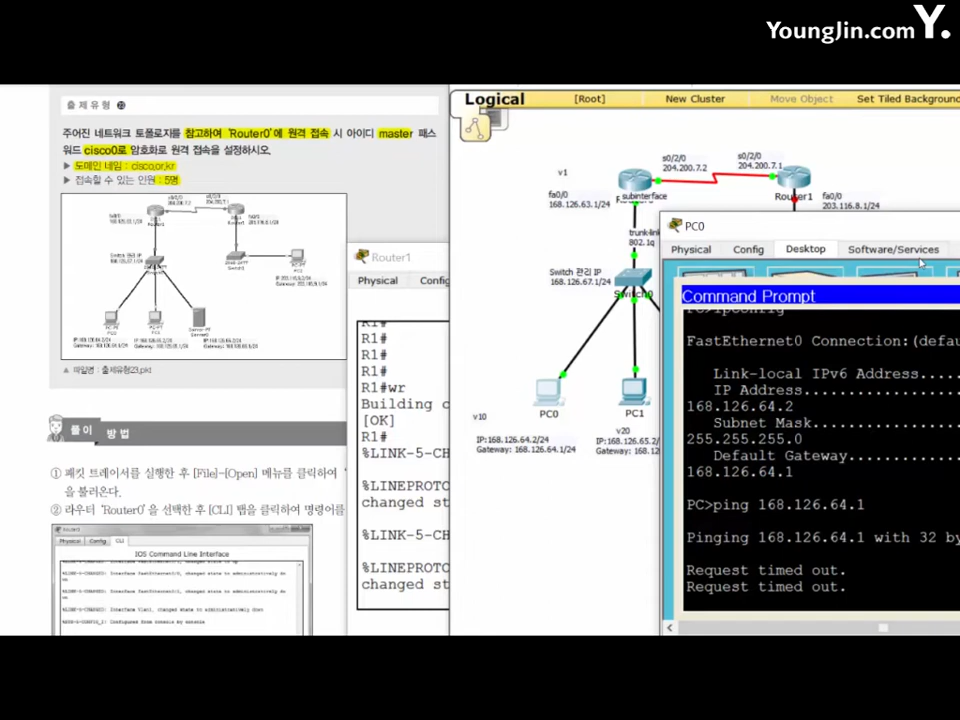 YoungJin.com Y.
출제유형 23
주어진 네트워크 토폴로지를 참고하여 'Router0'에 원격 접속 시 아이디 master 패스
워드 cisco0로 암호화로 원격 접속을 설정하시오.
▶ 도메인 네임 : cisco.or.kr
▶ 접속할 수 있는 인원 : 5명
▲ 파일명 : 출제유형23.pkt
풀이 방법
① 패킷 트레이서를 실행한 후 [File]-[Open] 메뉴를 클릭하여 '
을 불러온다.
② 라우터 'Router0'을 선택한 후 [CLI] 탭을 클릭하여 명령어를
Physical Config CLI
IOS Command Line Interface
Router1
Physical Config
R1#
R1#
R1#
R1#
R1#wr
Building c
[OK]
R1#
%LINK-5-CH
%LINEPROTO
changed st
%LINK-5-CH
%LINEPROTO
changed st
Logical [Root] New Cluster Move Object Set Tiled Background
v1
s0/2/0
204.200.7.2
s0/2/0
204.200.7.1
fa0/0
168.126.63.1/24
subinterface
Router1
fa0/0
203.116.8.1/24
trunk-link
802.1q
Switch 관리 IP
168.126.67.1/24
Switch0
v10
PC0
IP:168.126.64.2/24
Gateway: 168.126.64.1/24
v20
PC1
IP:168.126.65.2/
Gateway: 168.12
PC0
Physical Config Desktop Software/Services
Command Prompt
PC>ipconfig
FastEthernet0 Connection:(defau
Link-local IPv6 Address.....
IP Address..................
168.126.64.2
Subnet Mask.................
255.255.255.0
Default Gateway.............
168.126.64.1
PC>ping 168.126.64.1
Pinging 168.126.64.1 with 32 by
Request timed out.
Request timed out.